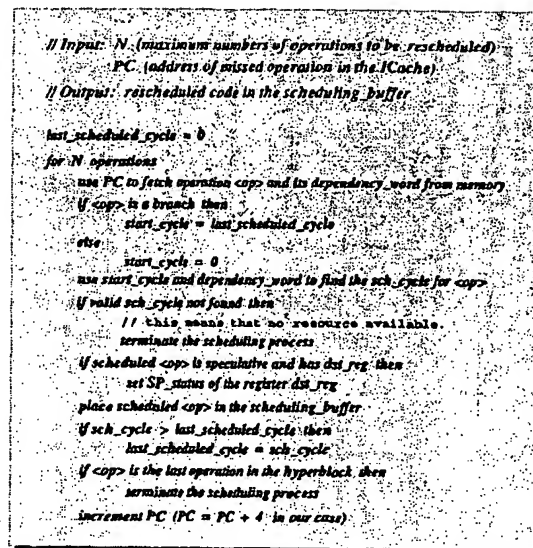 // Input: N (maximum numbers of operations to be rescheduled)
PC (address of missed operation in the ICache)
// Output: rescheduled code in the scheduling_buffer
last_scheduled_cycle = 0
for N operations
use PC to fetch operation <op> and its dependency_word from memory
if <op> is a branch then
start_cycle = last_scheduled_cycle
else
start_cycle = 0
use start_cycle and dependency_word to find the sch_cycle for <op>
if valid sch_cycle not found then
// this means that no resource available.
terminate the scheduling process
if scheduled <op> is speculative and has dst_reg then
set SP_status of the register dst_reg
place scheduled <op> in the scheduling_buffer
if sch_cycle > last_scheduled_cycle then
last_scheduled_cycle = sch_cycle
if <op> is the last operation in the hyperblock then
terminate the scheduling process
increment PC (PC = PC + 4 in our case)